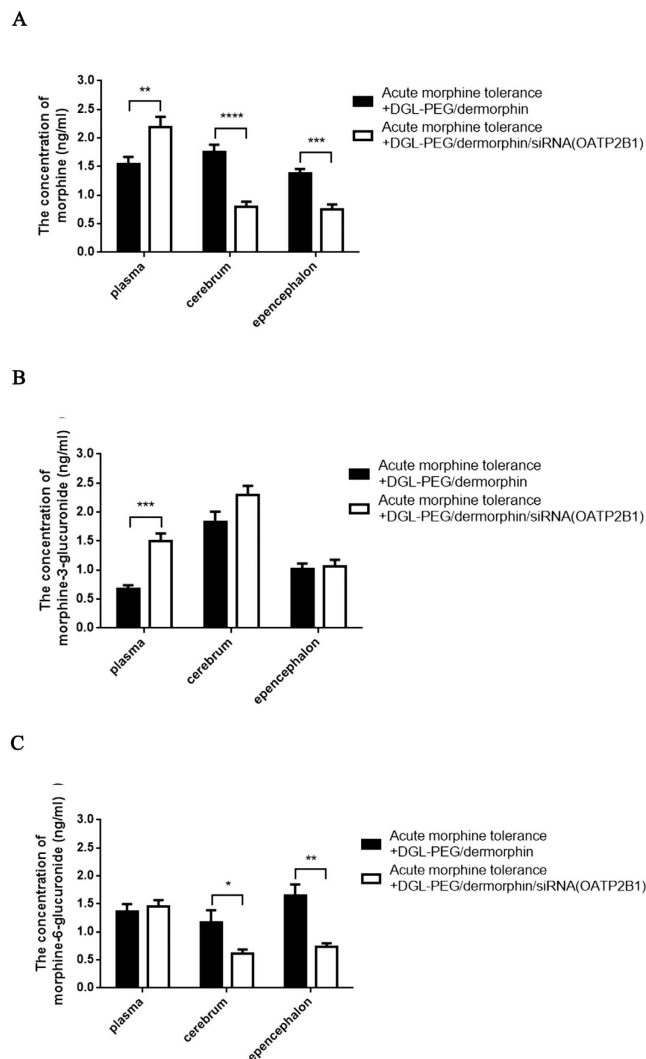 A
The concentration of
morphine (ng/ml)
3.0
2.5
2.0
1.5
1.0
0.5
0.0
**
****
***
plasma
cerebrum
epencephalon
Acute morphine tolerance
+DGL-PEG/dermorphin
Acute morphine tolerance
+DGL-PEG/dermorphin/siRNA(OATP2B1)
B
The concentration of
morphine-3-glucuronide (ng/ml)
3.0
2.5
2.0
1.5
1.0
0.5
0.0
***
plasma
cerebrum
epencephalon
Acute morphine tolerance
+DGL-PEG/dermorphin
Acute morphine tolerance
+DGL-PEG/dermorphin/siRNA(OATP2B1)
C
The concentration of
morphine-6-glucuronide (ng/ml)
3.0
2.5
2.0
1.5
1.0
0.5
0.0
*
**
plasma
cerebrum
epencephalon
Acute morphine tolerance
+DGL-PEG/dermorphin
Acute morphine tolerance
+DGL-PEG/dermorphin/siRNA(OATP2B1)